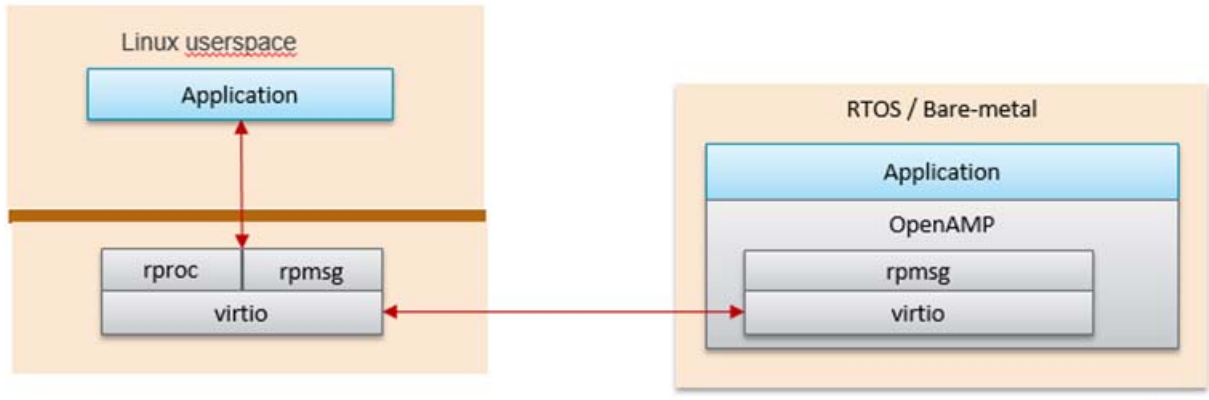 Linux userspace
Application
rproc
rpmsg
virtio
RTOS / Bare-metal
Application
OpenAMP
rpmsg
virtio